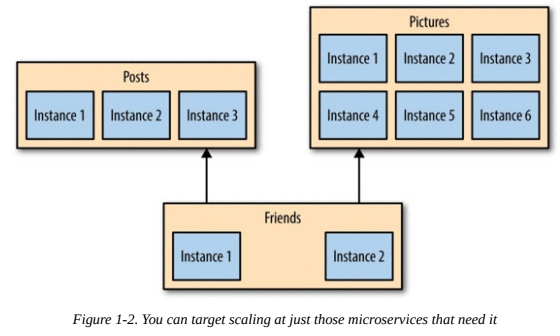 Pictures
Instance 1 Instance 2 Instance 3
Instance 4 Instance 5 Instance 6
Posts
Instance 1 Instance 2 Instance 3
Friends
Instance 1 Instance 2
Figure 1-2. You can target scaling at just those microservices that need it